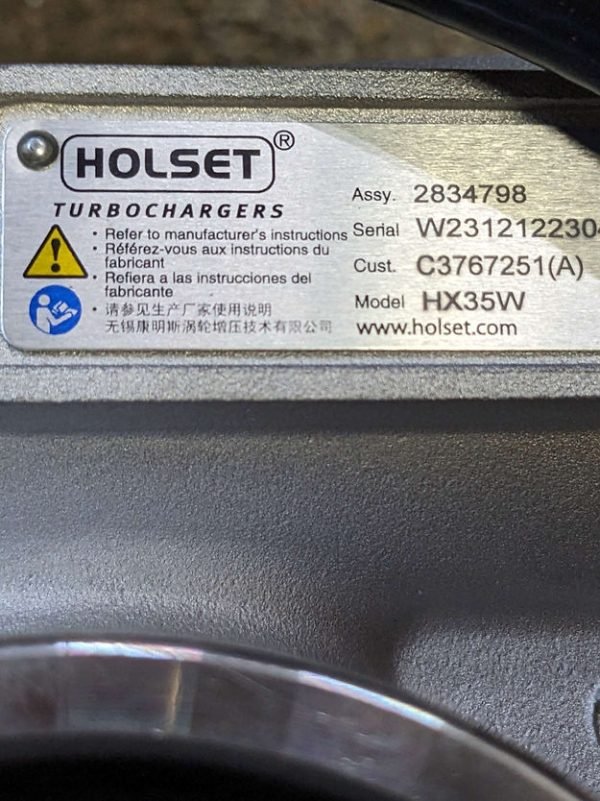 HOLSET®
TURBOCHARGERS
• Refer to manufacturer's instructions
• Référez-vous aux instructions du
fabricant
• Refiera a las instrucciones del
fabricante
• 请参见生产厂家使用说明
无锡康明斯涡轮增压技术有限公司
Assy. 2834798
Serial W2312122304
Cust. C3767251(A)
Model HX35W
www.holset.com